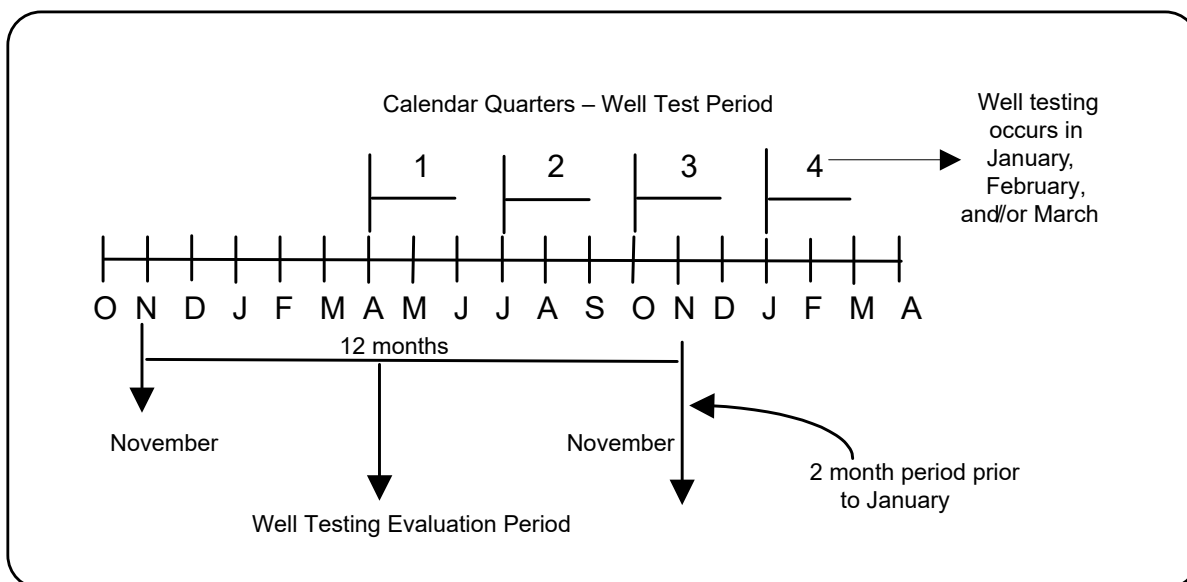 Calendar Quarters – Well Test Period
Well testing
occurs in
January,
February,
and/or March
1 2 3 4
O N D J F M A M J J A S O N D J F M A
12 months
November
November
2 month period prior
to January
Well Testing Evaluation Period